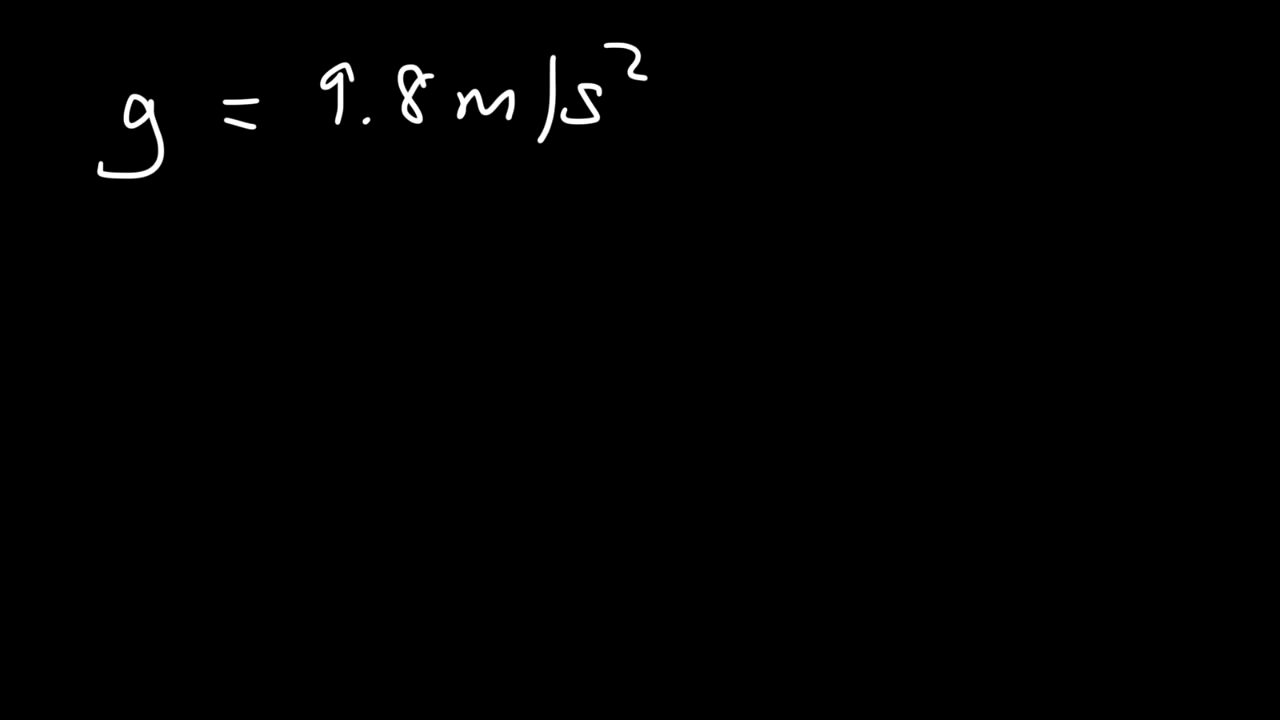 g = 9.8 m/s²